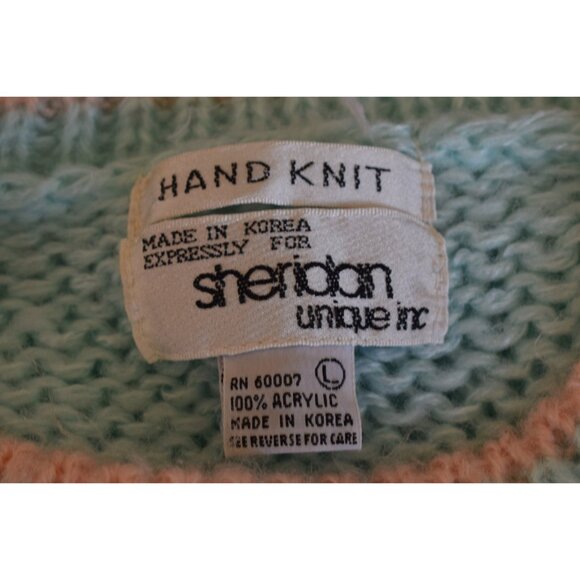 HAND KNIT
MADE IN KOREA
EXPRESSLY FOR
sheridan
unique inc
RN 60007 L
100% ACRYLIC
MADE IN KOREA
SEE REVERSE FOR CARE